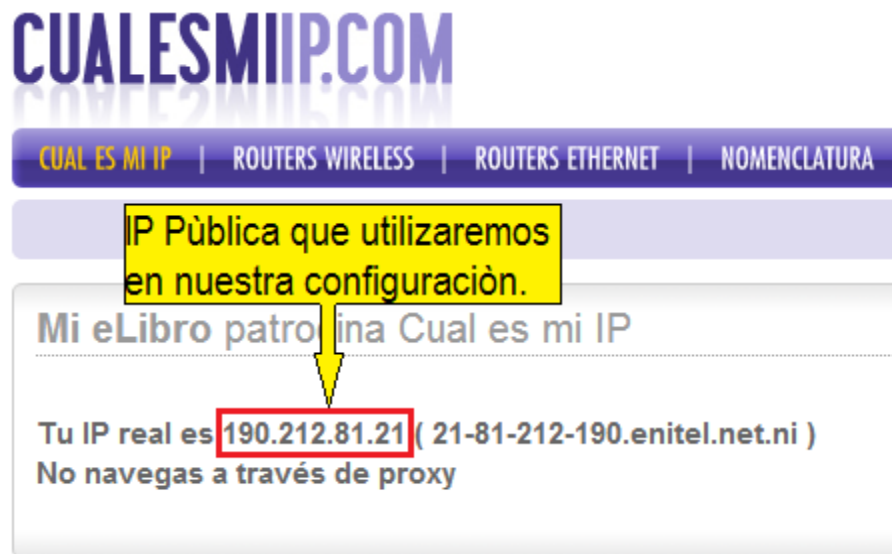 CUALESMIIP.COM
CUAL ES MI IP | ROUTERS WIRELESS | ROUTERS ETHERNET | NOMENCLATURA
IP Pùblica que utilizaremos
en nuestra configuraciòn.
Mi eLibro patrocina Cual es mi IP
Tu IP real es 190.212.81.21 ( 21-81-212-190.enitel.net.ni )
No navegas a través de proxy